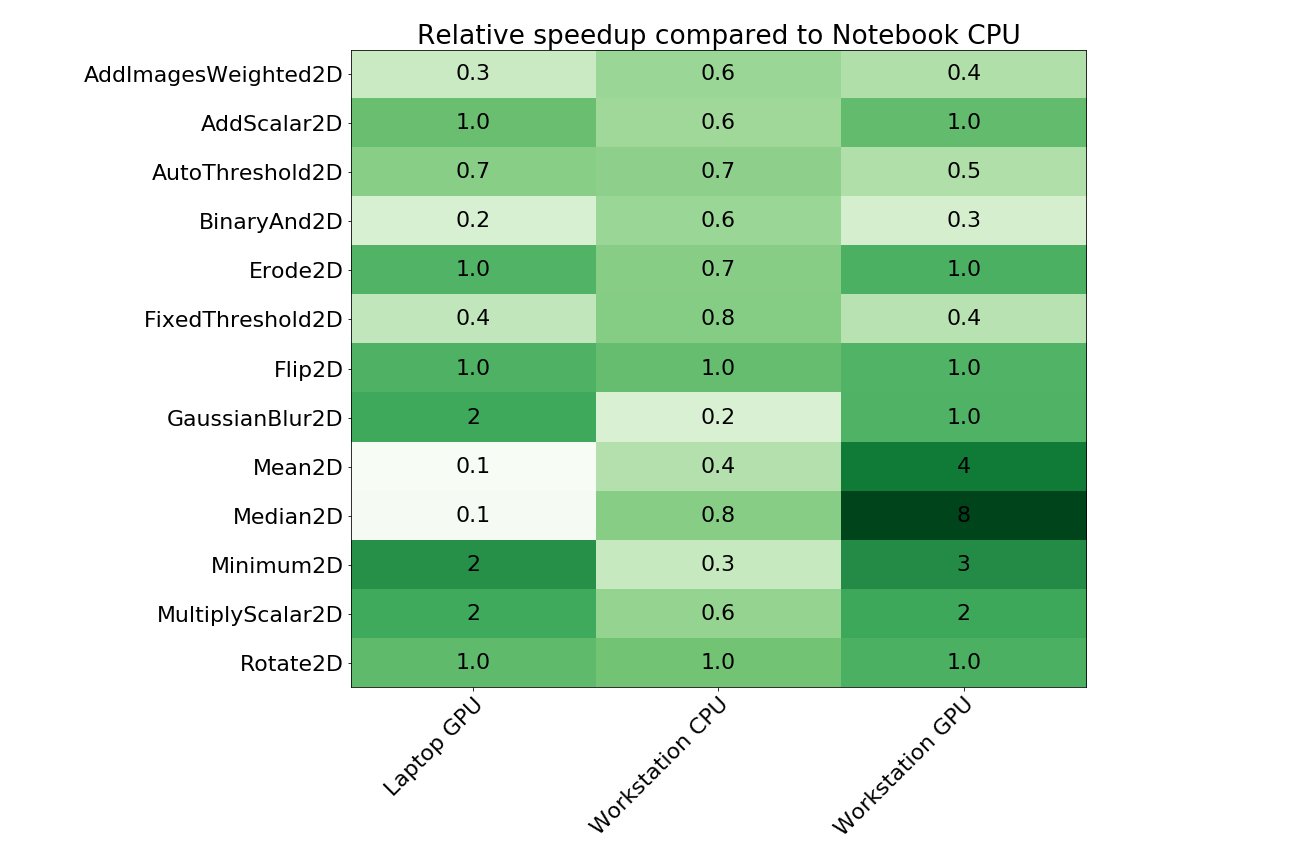 Relative speedup compared to Notebook CPU
AddImagesWeighted2D 0.3 0.6 0.4
AddScalar2D 1.0 0.6 1.0
AutoThreshold2D 0.7 0.7 0.5
BinaryAnd2D 0.2 0.6 0.3
Erode2D 1.0 0.7 1.0
FixedThreshold2D 0.4 0.8 0.4
Flip2D 1.0 1.0 1.0
GaussianBlur2D 2 0.2 1.0
Mean2D 0.1 0.4 4
Median2D 0.1 0.8 8
Minimum2D 2 0.3 3
MultiplyScalar2D 2 0.6 2
Rotate2D 1.0 1.0 1.0
Laptop GPU
Workstation CPU
Workstation GPU